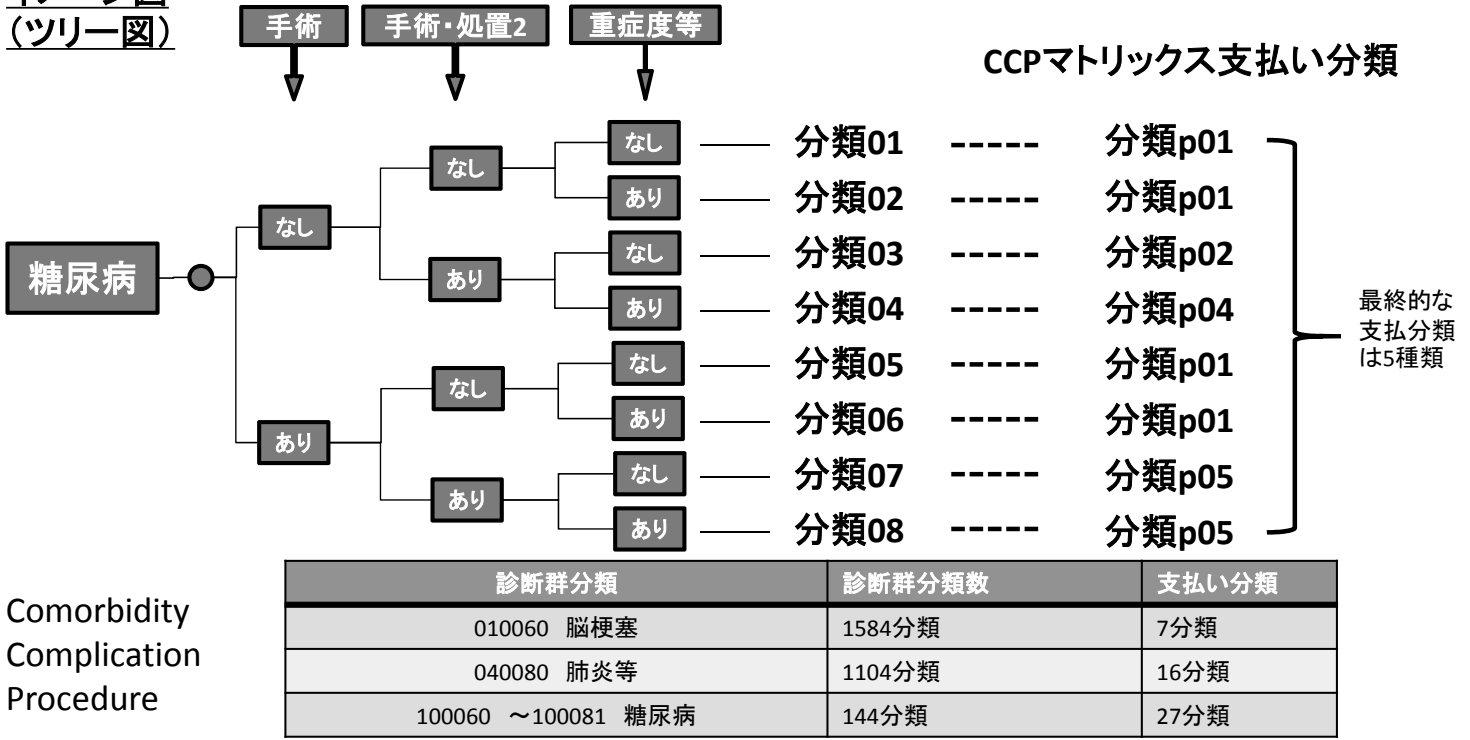 (ツリー図)
手術 手術・処置2 重症度等
CCPマトリックス支払い分類
なし 分類01 ----- 分類p01
なし
あり 分類02 ----- 分類p01
なし
なし 分類03 ----- 分類p02
あり
あり 分類04 ----- 分類p04
糖尿病
なし 分類05 ----- 分類p01
なし
あり 分類06 ----- 分類p01
あり
なし 分類07 ----- 分類p05
あり
あり 分類08 ----- 分類p05
最終的な
支払分類
は5種類
Comorbidity
Complication
Procedure
診断群分類 診断群分類数 支払い分類
010060 脳梗塞 1584分類 7分類
040080 肺炎等 1104分類 16分類
100060 ~100081 糖尿病 144分類 27分類